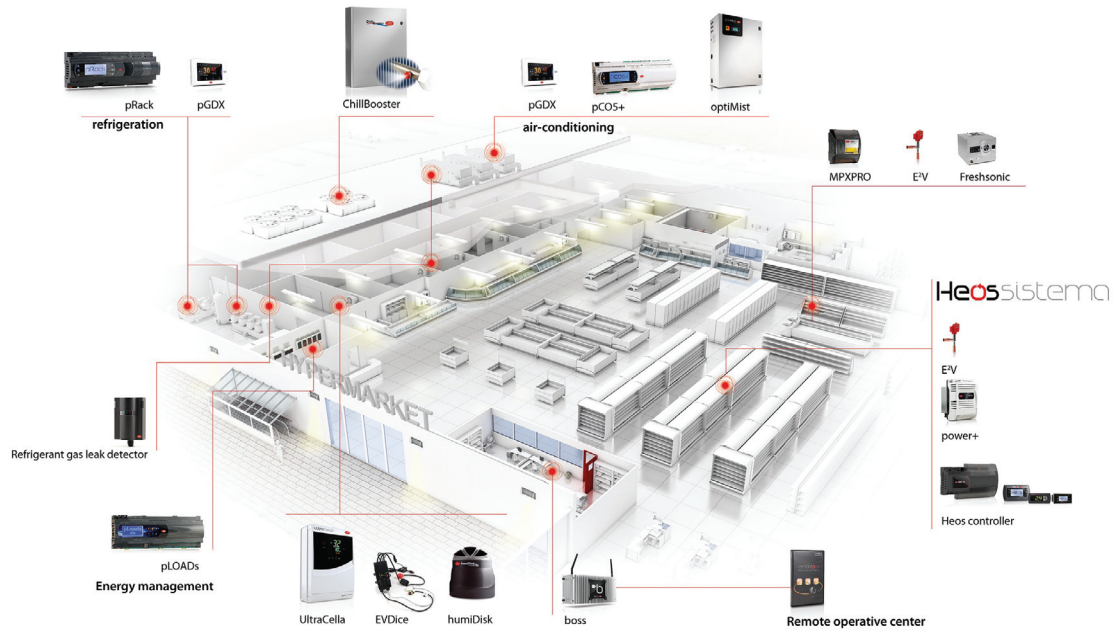 pRack
pGDX
refrigeration
ChillBooster
pGDX
pCO5+
optiMist
air-conditioning
MPXPRO
E²V
Freshsonic
Heossistema
E²V
power+
Heos controller
HYPERMARKET
Refrigerant gas leak detector
pLOADs
Energy management
UltraCella
EVDice
humiDisk
boss
Remote operative center